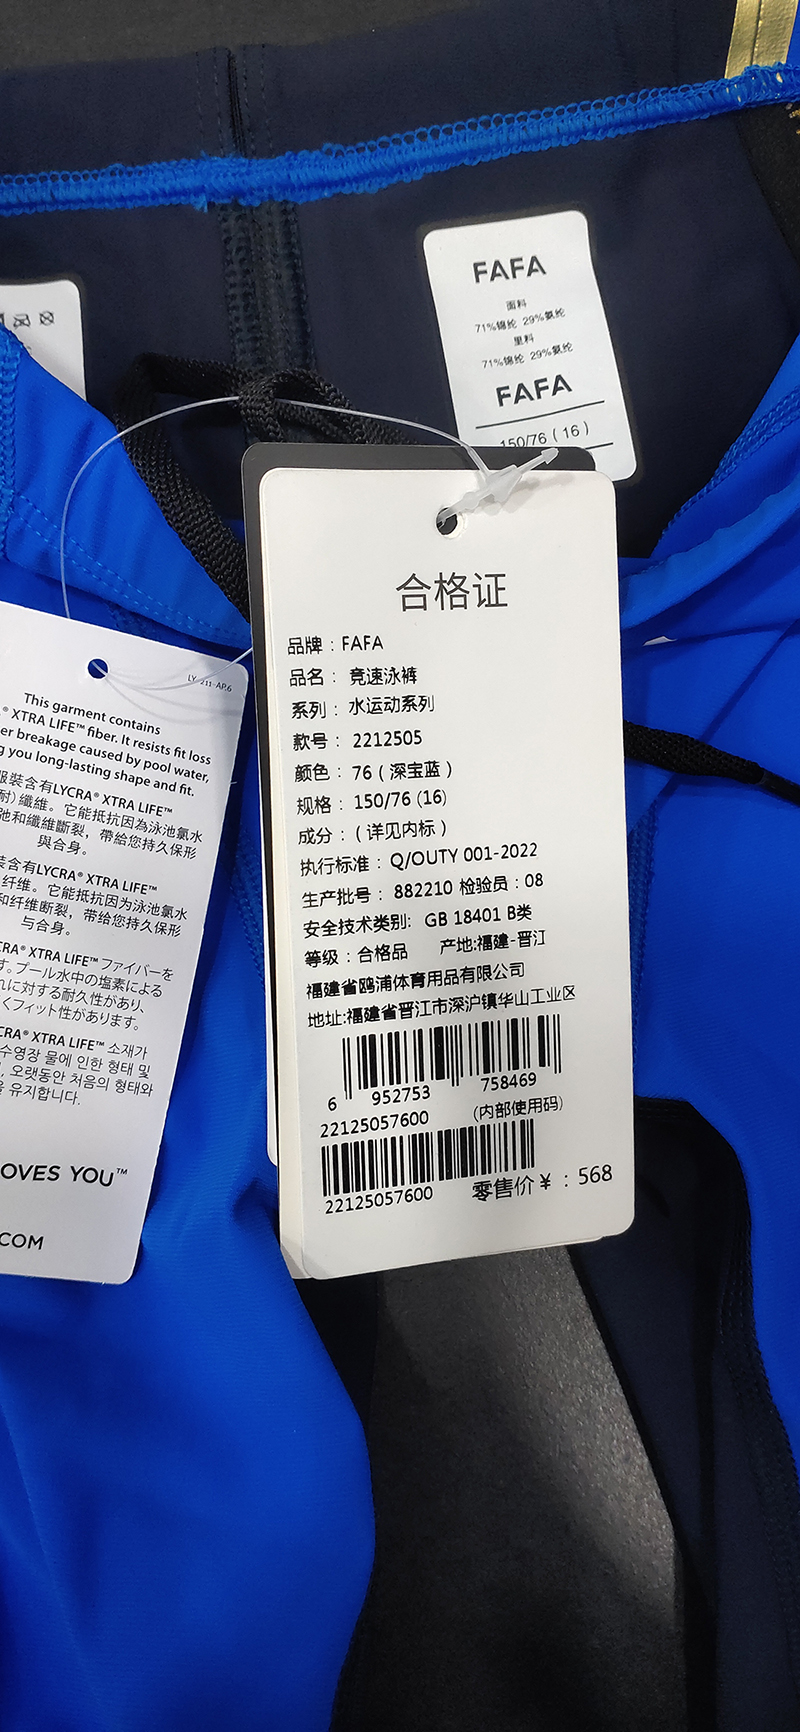 FAFA
面料
71%锦纶 29%氨纶
里料
71%锦纶 29%氨纶
FAFA
150/76 ( 16 )
合格证
品牌：FAFA
品名： 竞速泳裤
系列： 水运动系列
款号： 2212505
颜色： 76 ( 深宝蓝 )
规格： 150/76 (16)
成分： ( 详见内标 )
执行标准： Q/OUTY 001-2022
生产批号： 882210 检验员：08
安全技术类别: GB 18401 B类
等级：合格品 产地:福建-晋江
福建省鸥浦体育用品有限公司
地址:福建省晋江市深沪镇华山工业区
6 952753 758469
22125057600 (内部使用码)
22125057600 零售价￥：568
LY 211-AP.6
This garment contains
® XTRA LIFE™ fiber. It resists fit loss
er breakage caused by pool water,
g you long-lasting shape and fit.
服裝含有LYCRA® XTRA LIFE™
耐）纖維。它能抵抗因為泳池氯水
弛和纖維斷裂，帶給您持久保形
與合身。
装含有LYCRA® XTRA LIFE™
纤维。它能抵抗因为泳池氯水
和纤维断裂，带给您持久保形
与合身。
CRA® XTRA LIFE™ ファイバーを
す。プール水中の塩素による
れに対する耐久性があり、
くフィット性があります。
CRA® XTRA LIFE™ 소재가
수영장 물에 인한 형태 및
, 오랫동안 처음의 형태와
을 유지합니다.
OVES YOU™
COM